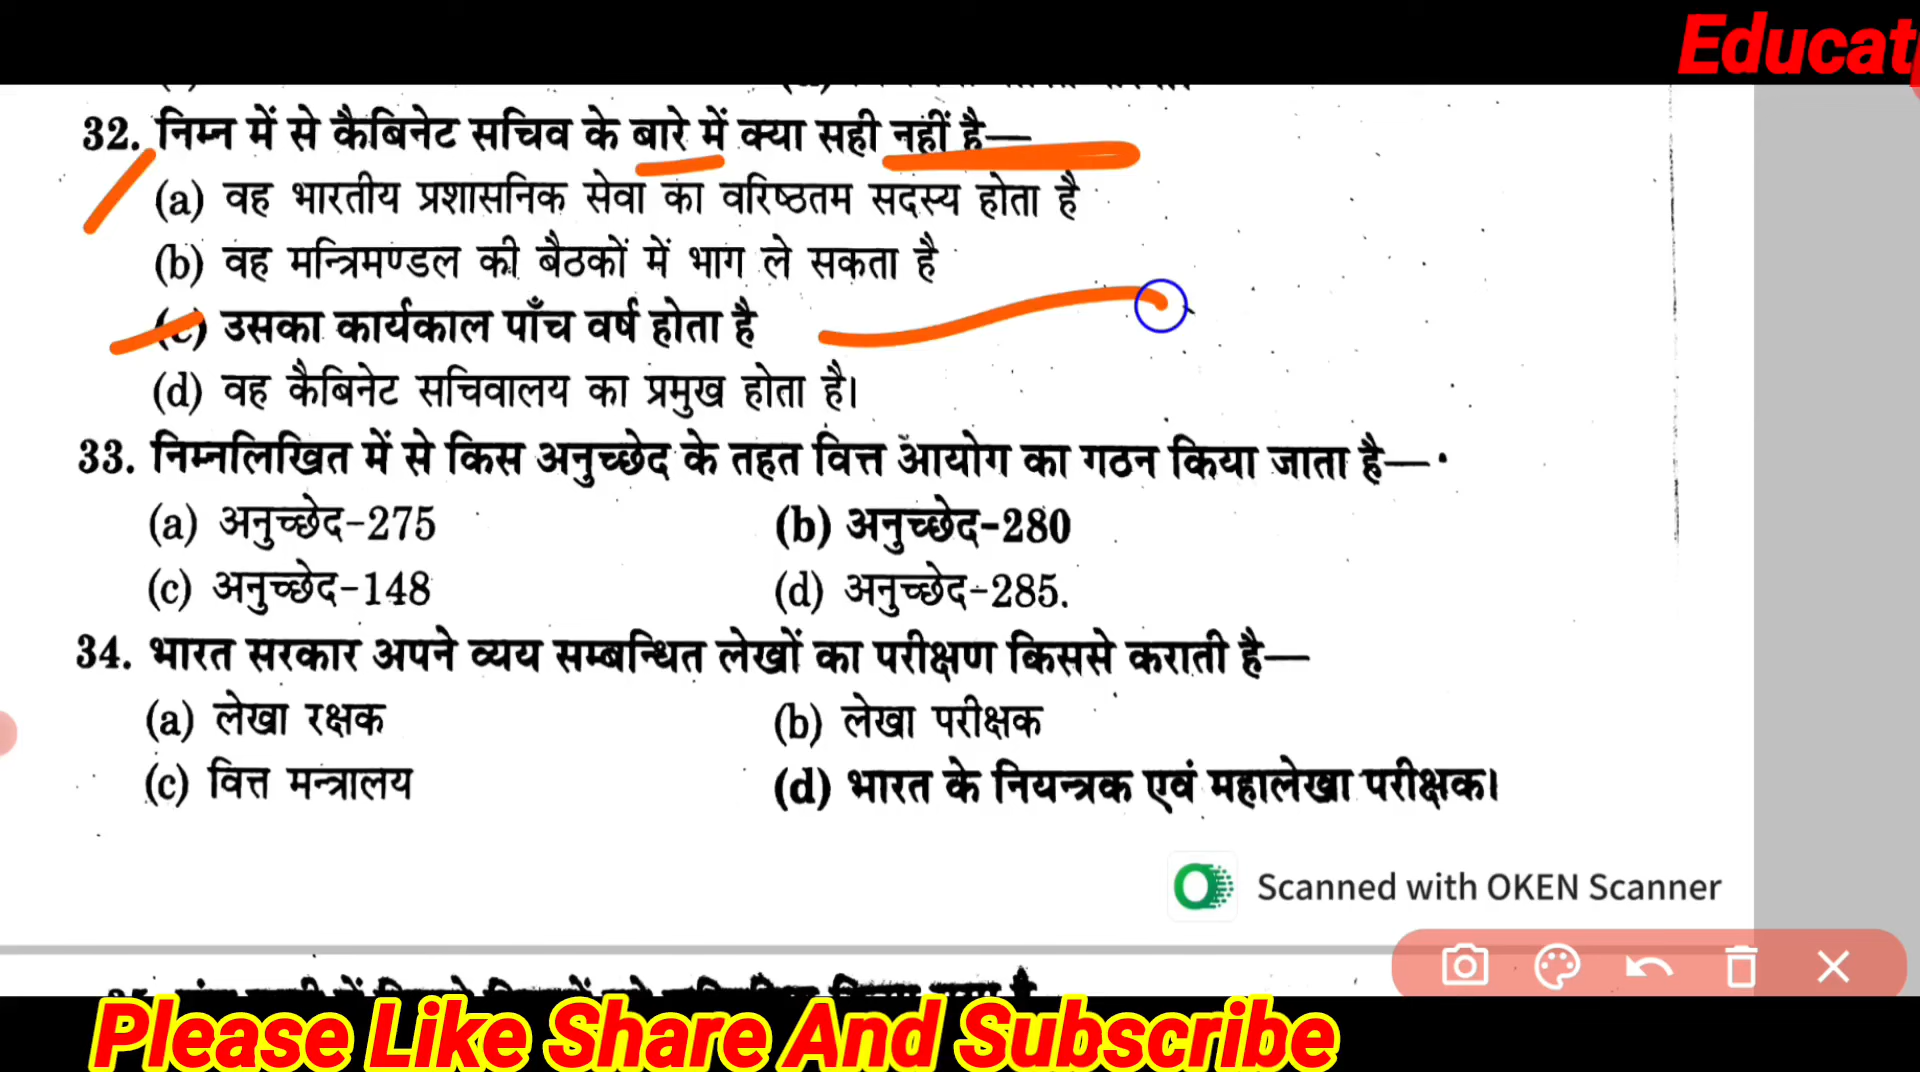 Educat
32. निम्न में से कैबिनेट सचिव के बारे में क्या सही नहीं है—
(a) वह भारतीय प्रशासनिक सेवा का वरिष्ठतम सदस्य होता है
(b) वह मन्त्रिमण्डल की बैठकों में भाग ले सकता है
(c) उसका कार्यकाल पाँच वर्ष होता है
(d) वह कैबिनेट सचिवालय का प्रमुख होता है।
33. निम्नलिखित में से किस अनुच्छेद के तहत वित्त आयोग का गठन किया जाता है—
(a) अनुच्छेद-275 (b) अनुच्छेद-280
(c) अनुच्छेद-148 (d) अनुच्छेद-285.
34. भारत सरकार अपने व्यय सम्बन्धित लेखों का परीक्षण किससे कराती है—
(a) लेखा रक्षक (b) लेखा परीक्षक
(c) वित्त मन्त्रालय (d) भारत के नियन्त्रक एवं महालेखा परीक्षक।
Scanned with OKEN Scanner
Please Like Share And Subscribe